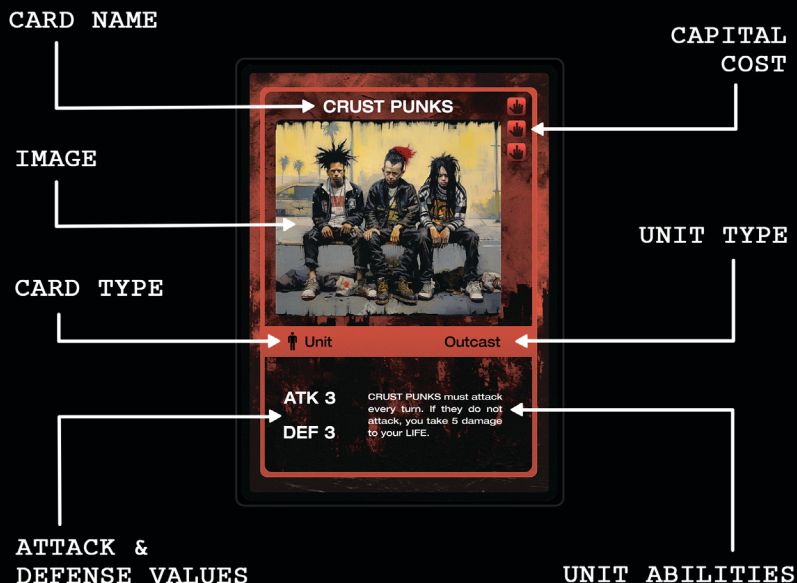 CARD NAME
CAPITAL
COST
CRUST PUNKS
IMAGE
UNIT TYPE
CARD TYPE
Unit
Outcast
ATK 3
DEF 3
CRUST PUNKS must attack
every turn. If they do not
attack, you take 5 damage
to your LIFE.
ATTACK &
DEFENSE VALUES
UNIT ABILITIES